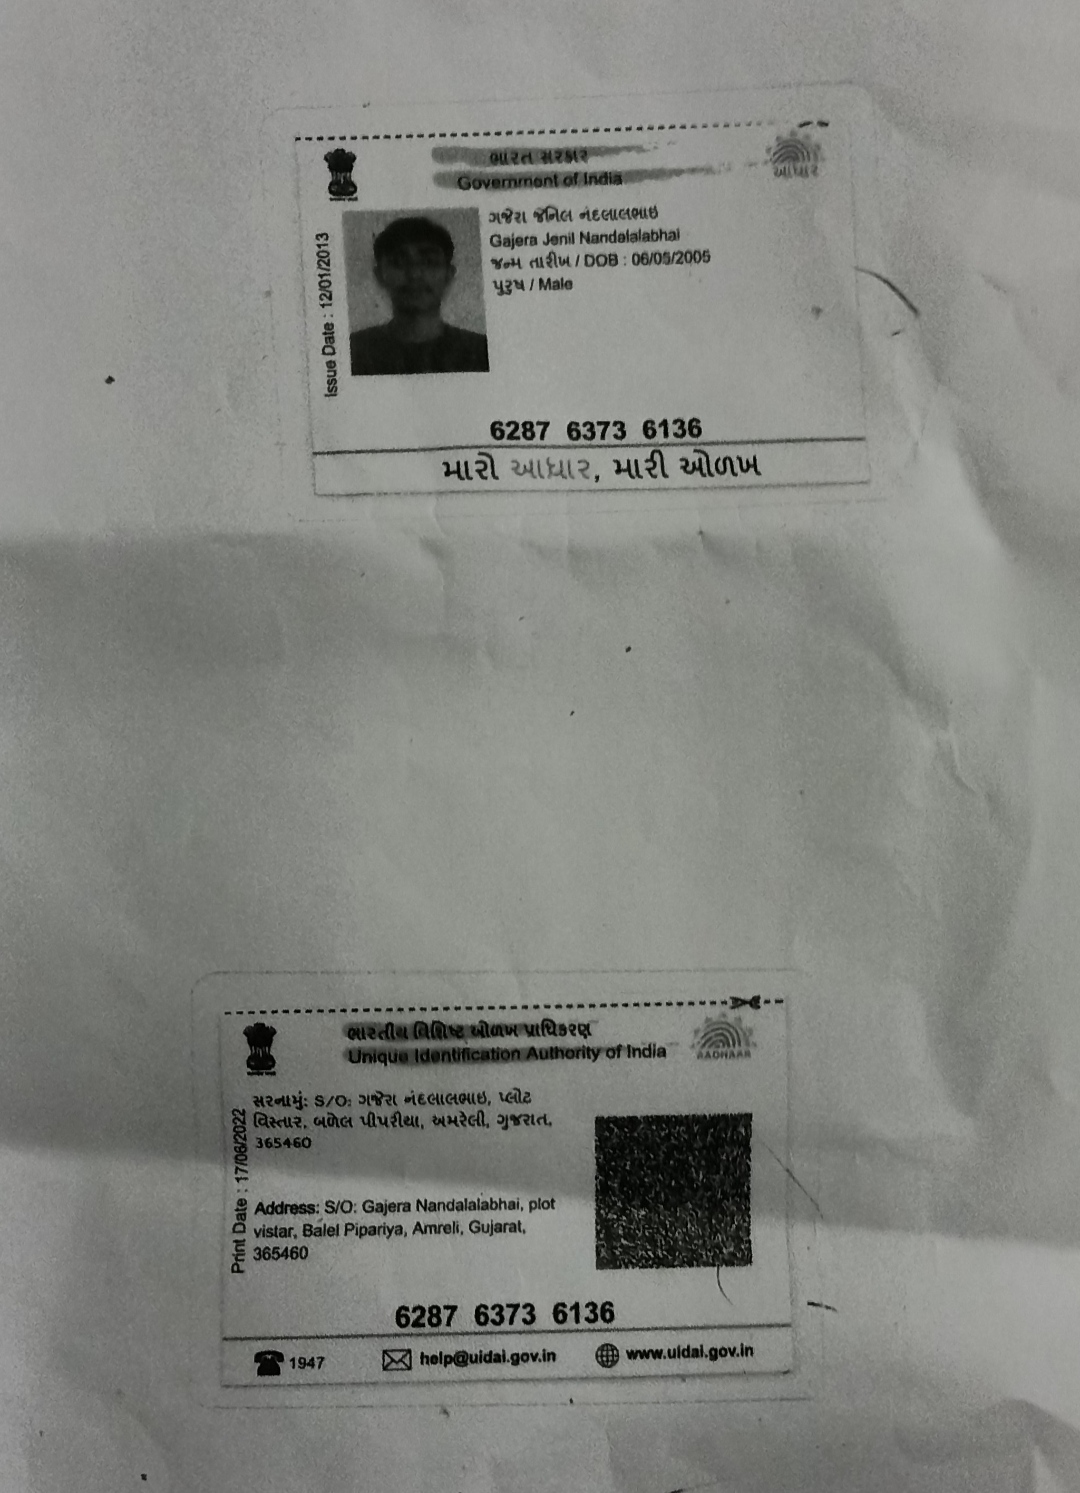 ભારત સરકાર
Government of India
આધાર
Issue Date : 12/01/2013
ગજેરા જેનિલ નંદલાલભાઇ
Gajera Jenil Nandalalabhai
જન્મ તારીખ / DOB : 06/05/2005
પુરુષ / Male
6287 6373 6136
મારો આધાર, મારી ઓળખ
ભારતીય વિશિષ્ટ ઓળખ પ્રાધિકરણ
Unique Identification Authority of India
AADHAAR
Print Date : 17/06/2022
સરનામું: S/O: ગજેરા નંદલાલભાઇ, પ્લોટ
વિસ્તાર, બળેલ પીપરીયા, અમરેલી, ગુજરાત,
365460
Address: S/O: Gajera Nandalalabhai, plot
vistar, Balel Pipariya, Amreli, Gujarat,
365460
6287 6373 6136
1947
help@uidai.gov.in
www.uidai.gov.in